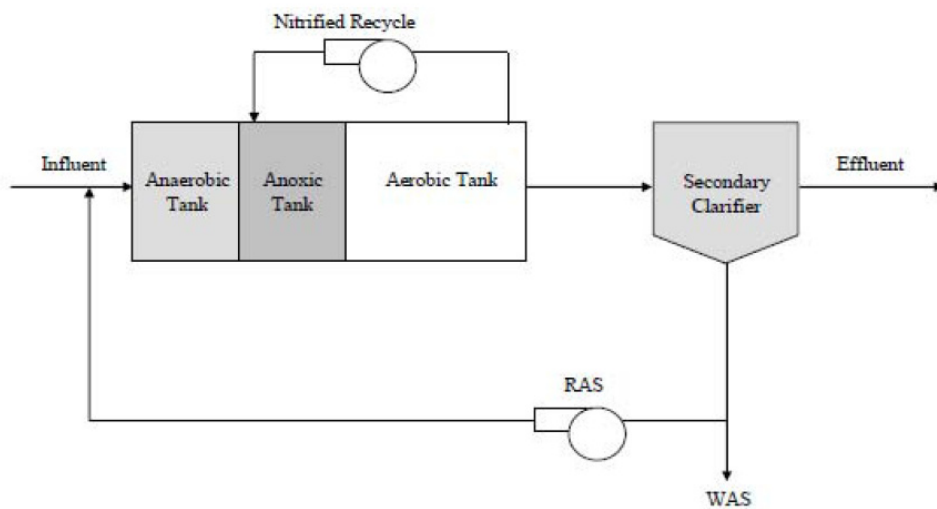 Nitrified Recycle
Influent
Anaerobic
Tank
Anoxic
Tank
Aerobic Tank
Secondary
Clarifier
Effluent
RAS
WAS